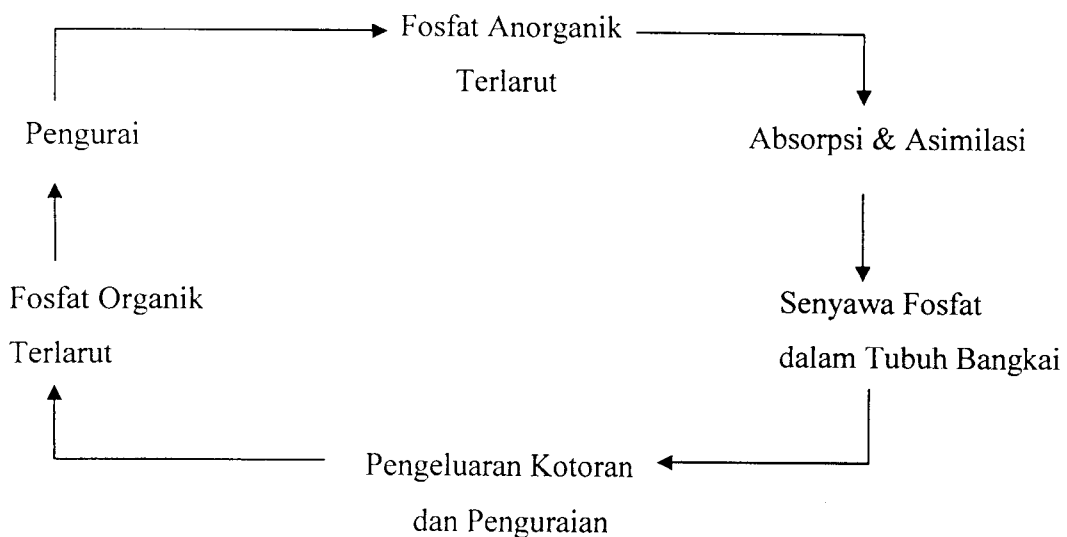 Fosfat Anorganik
Terlarut
Absorpsi & Asimilasi
Senyawa Fosfat
dalam Tubuh Bangkai
Pengeluaran Kotoran
dan Penguraian
Fosfat Organik
Terlarut
Pengurai